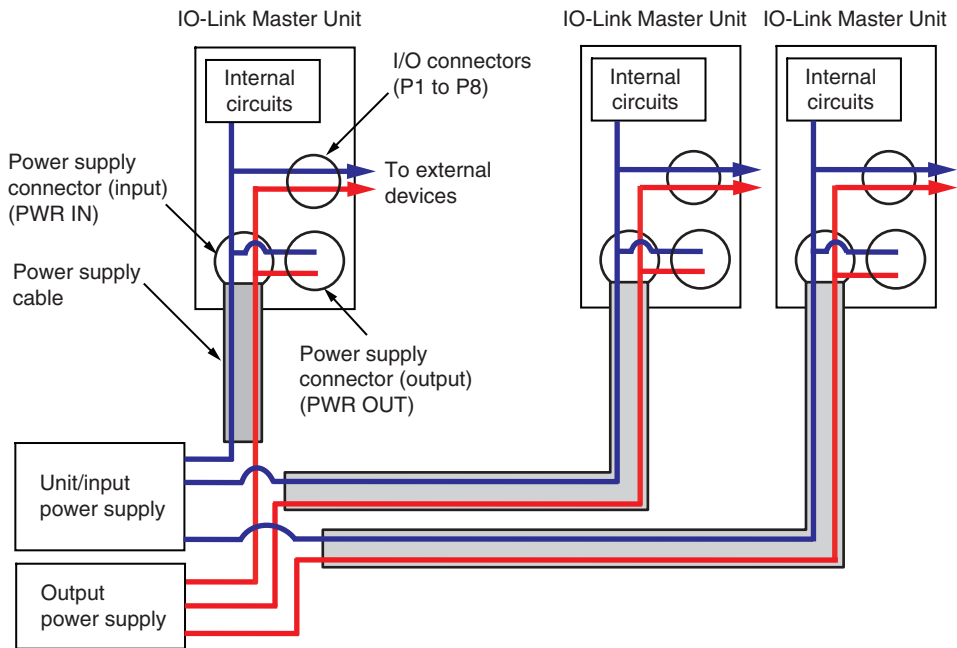 IO-Link Master Unit
IO-Link Master Unit
IO-Link Master Unit
Internal
circuits
I/O connectors
(P1 to P8)
Internal
circuits
Internal
circuits
Power supply
connector (input)
(PWR IN)
To external
devices
Power supply
cable
Power supply
connector (output)
(PWR OUT)
Unit/input
power supply
Output
power supply